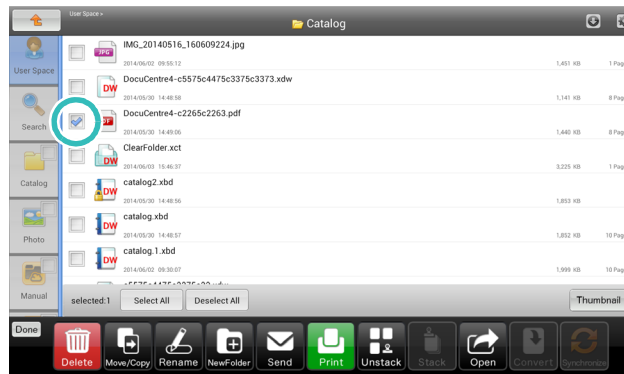 User Space >
Catalog
User Space
JPG
IMG_20140516_160609224.jpg
2014/06/02 09:55:12
1,451 KB
1 Pag
DW
DocuCentre4-c5575c4475c3375c3373.xdw
2014/05/30 14:48:58
1,141 KB
8 Pag
Search
DocuCentre4-c2265c2263.pdf
2014/05/30 14:49:06
1,440 KB
8 Pag
DW
ClearFolder.xct
2014/06/03 15:46:37
3,225 KB
1 Pag
Catalog
DW
catalog2.xbd
2014/05/30 14:48:56
1,853 KB
DW
catalog.xbd
2014/05/30 14:48:57
1,852 KB
10 Pag
Photo
DW
catalog.1.xbd
2014/06/02 09:30:07
1,999 KB
10 Pag
Manual
selected:1
Select All
Deselect All
Thumbnail
Done
Delete
Move/Copy
Rename
NewFolder
Send
Print
Unstack
Stack
Open
Convert
Synchronize